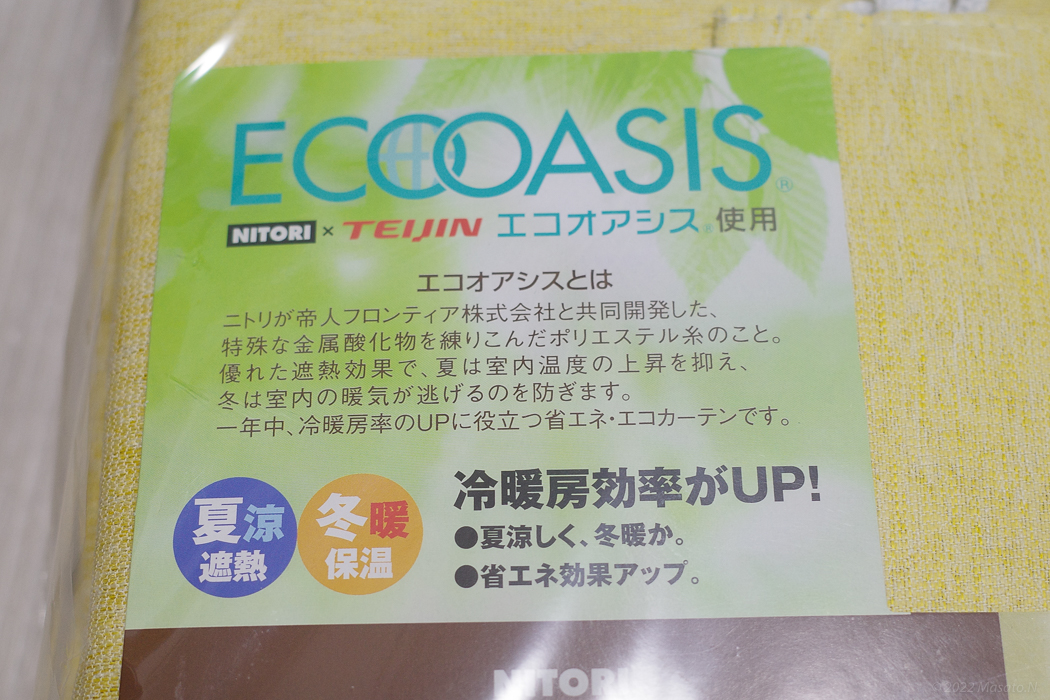 ECOOASIS®
NITORI × TEIJIN エコオアシス® 使用
エコオアシスとは
ニトリが帝人フロンティア株式会社と共同開発した、
特殊な金属酸化物を練りこんだポリエステル糸のこと。
優れた遮熱効果で、夏は室内温度の上昇を抑え、
冬は室内の暖気が逃げるのを防ぎます。
一年中、冷暖房率のUPに役立つ省エネ・エコカーテンです。
夏涼
遮熱
冬暖
保温
冷暖房効率がUP!
●夏涼しく、冬暖か。
●省エネ効果アップ。
NITORI